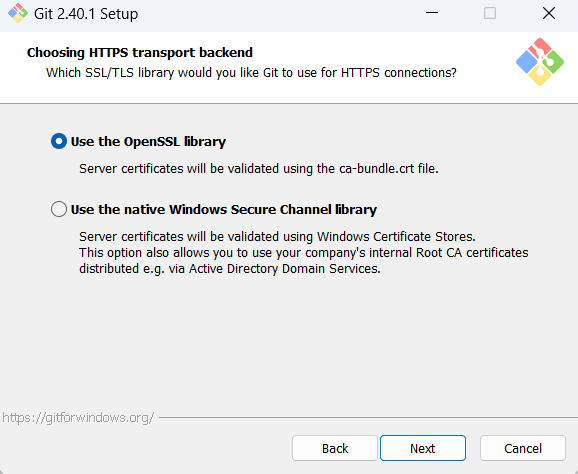 Git 2.40.1 Setup
Choosing HTTPS transport backend
Which SSL/TLS library would you like Git to use for HTTPS connections?
Use the OpenSSL library
Server certificates will be validated using the ca-bundle.crt file.
Use the native Windows Secure Channel library
Server certificates will be validated using Windows Certificate Stores.
This option also allows you to use your company's internal Root CA certificates
distributed e.g. via Active Directory Domain Services.
https://gitforwindows.org/
Back
Next
Cancel